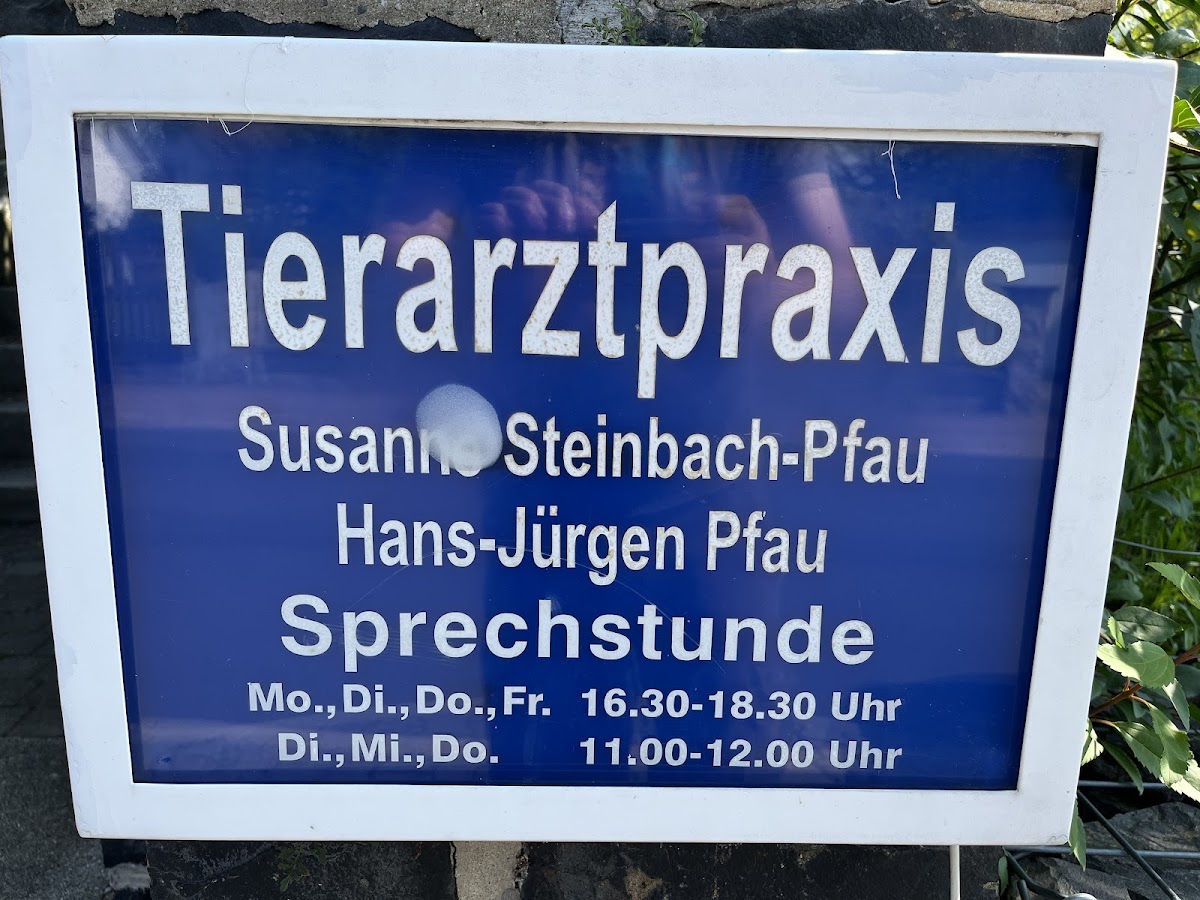 Tierarztpraxis
Susanne Steinbach-Pfau
Hans-Jürgen Pfau
Sprechstunde
Mo., Di., Do., Fr. 16.30-18.30 Uhr
Di., Mi., Do. 11.00-12.00 Uhr